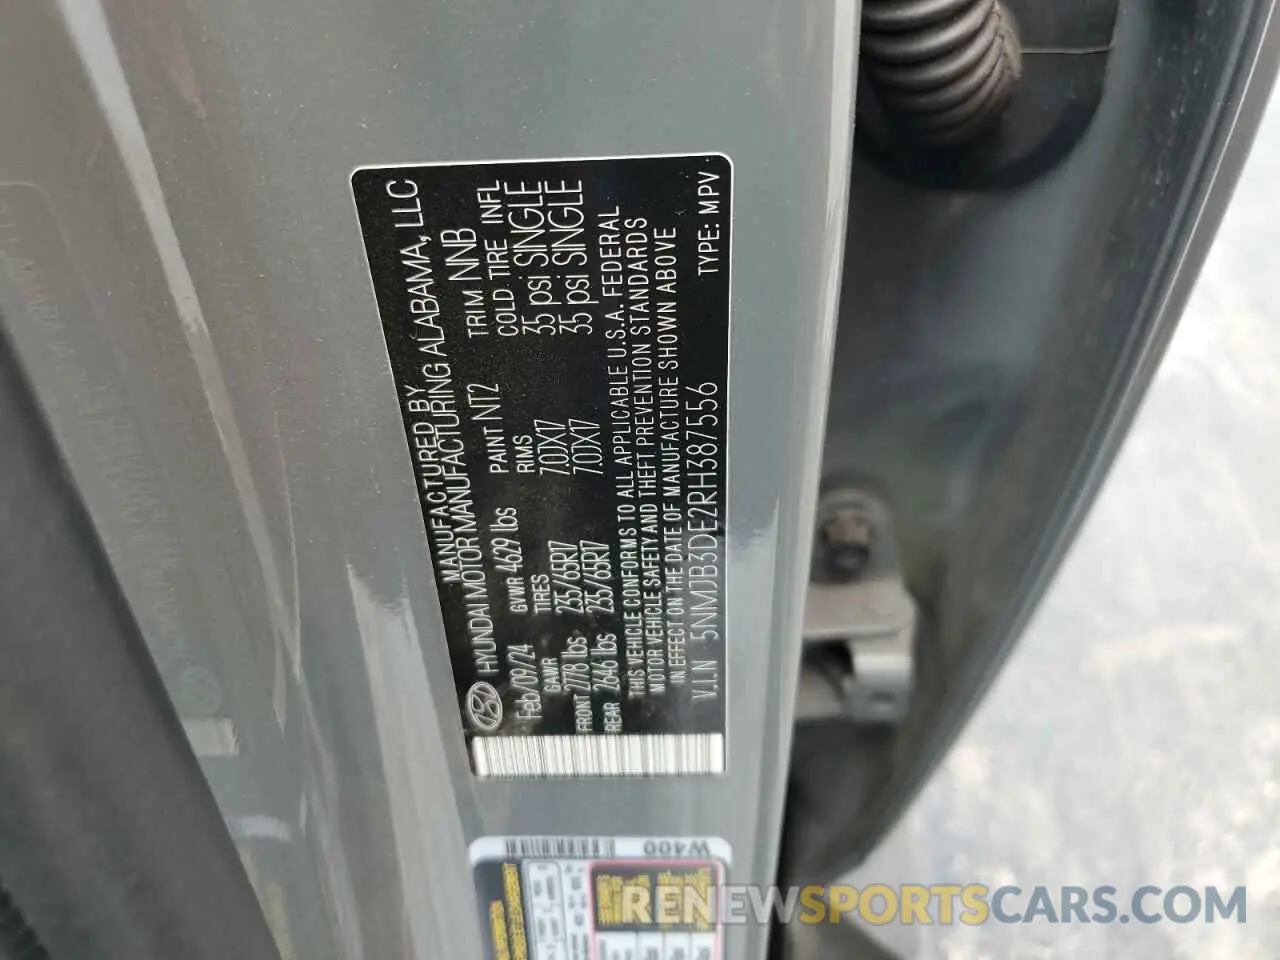 MANUFACTURED BY
HYUNDAI MOTOR MANUFACTURING ALABAMA, LLC
Feb/09/24 GVWR 4629 lbs PAINT NT2 TRIM NNB
GAWR TIRES RIMS COLD TIRE INFL
FRONT 2778 lbs 235/65R17 7.0JX17 35 psi SINGLE
REAR 2646 lbs 235/65R17 7.0JX17 35 psi SINGLE
THIS VEHICLE CONFORMS TO ALL APPLICABLE U.S.A. FEDERAL
MOTOR VEHICLE SAFETY AND THEFT PREVENTION STANDARDS
IN EFFECT ON THE DATE OF MANUFACTURE SHOWN ABOVE
V.I.N 5NMJB3DE2RH387556 TYPE: MPV
W400
RENEWSPORTSCARS.COM